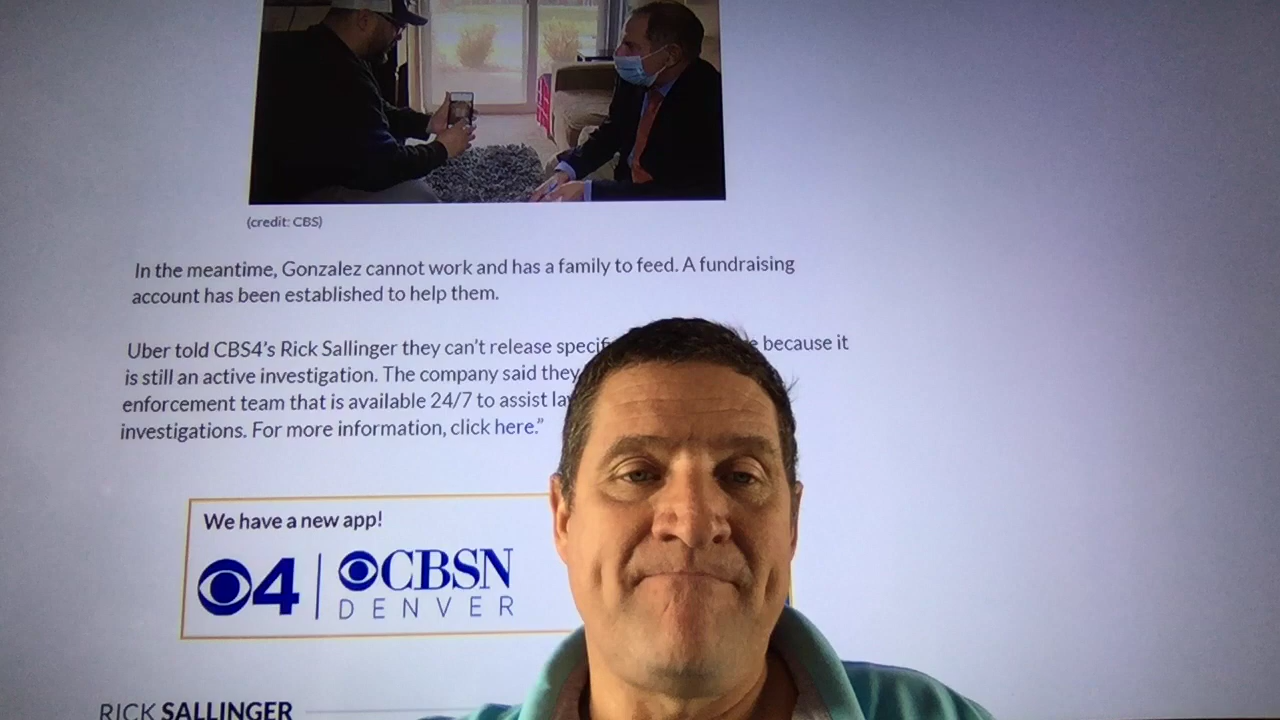 (credit: CBS)
In the meantime, Gonzalez cannot work and has a family to feed. A fundraising
account has been established to help them.
Uber told CBS4's Rick Sallinger they can't release because it
is still an active investigation. The company said they
enforcement team that is available 24/7 to assist
investigations. For more information, click here."
We have a new app!
4 | CBSN
DENVER
RICK SALLINGER